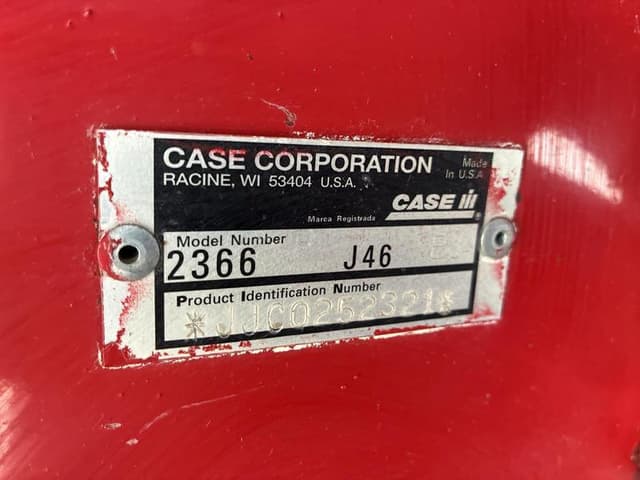 CASE CORPORATION
RACINE, WI 53404 U.S.A.
Made
In U.S.A.
CASE IH
Marca Registrada
Model Number
2366 J46
Product Identification Number
*JJC0252321*